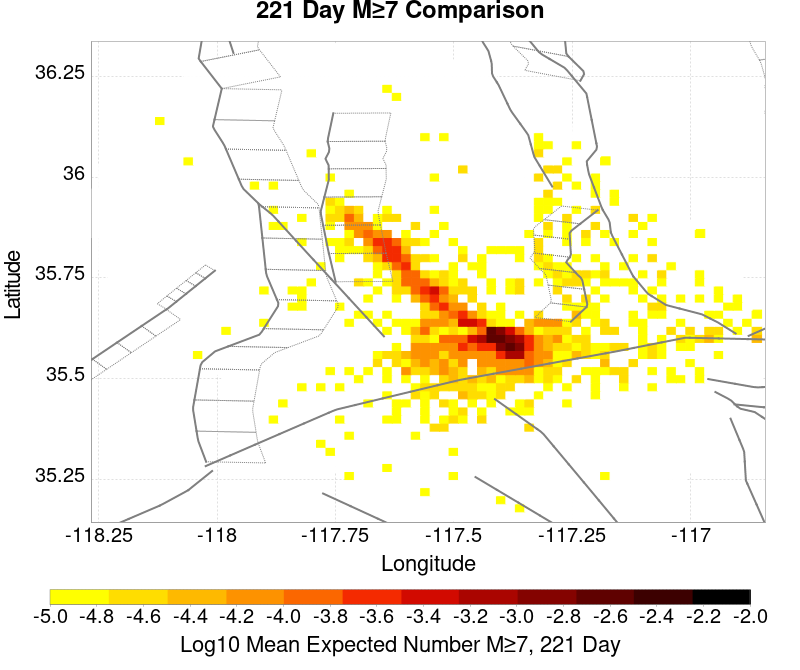 221 Day M≥7 Comparison
36.25
36
35.75
35.5
35.25
Latitude
-118.25 -118 -117.75 -117.5 -117.25 -117
Longitude
-5.0 -4.8 -4.6 -4.4 -4.2 -4.0 -3.8 -3.6 -3.4 -3.2 -3.0 -2.8 -2.6 -2.4 -2.2 -2.0
Log10 Mean Expected Number M≥7, 221 Day